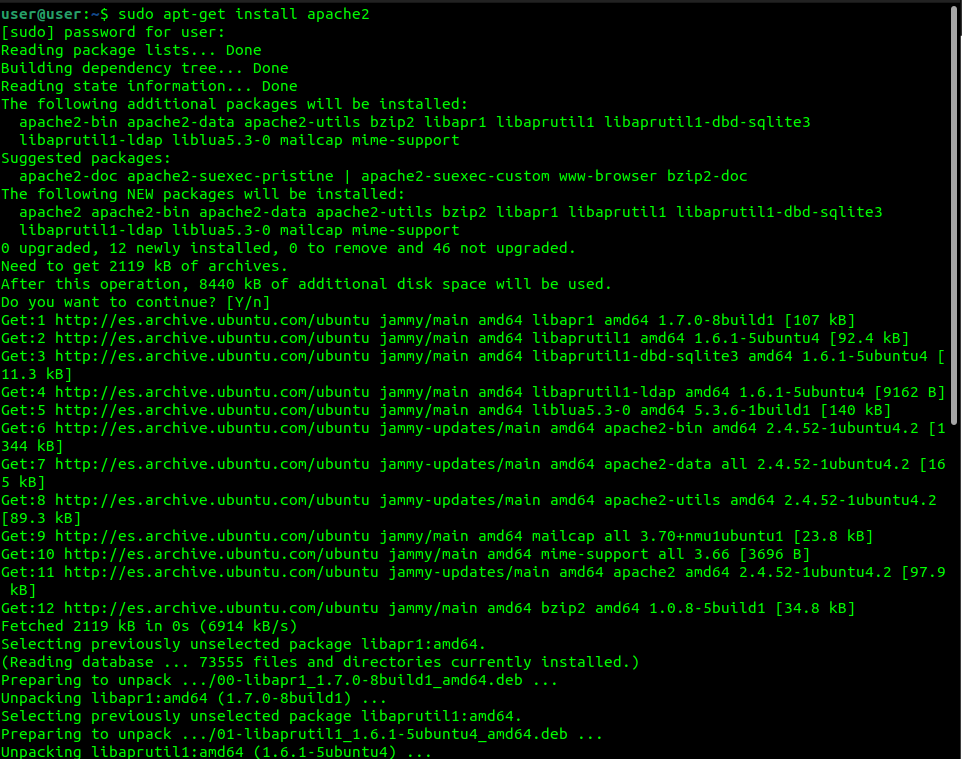 user@user:~$ sudo apt-get install apache2
[sudo] password for user:
Reading package lists... Done
Building dependency tree... Done
Reading state information... Done
The following additional packages will be installed:
  apache2-bin apache2-data apache2-utils bzip2 libapr1 libaprutil1 libaprutil1-dbd-sqlite3
  libaprutil1-ldap liblua5.3-0 mailcap mime-support
Suggested packages:
  apache2-doc apache2-suexec-pristine | apache2-suexec-custom www-browser bzip2-doc
The following NEW packages will be installed:
  apache2 apache2-bin apache2-data apache2-utils bzip2 libapr1 libaprutil1 libaprutil1-dbd-sqlite3
  libaprutil1-ldap liblua5.3-0 mailcap mime-support
0 upgraded, 12 newly installed, 0 to remove and 46 not upgraded.
Need to get 2119 kB of archives.
After this operation, 8440 kB of additional disk space will be used.
Do you want to continue? [Y/n]
Get:1 http://es.archive.ubuntu.com/ubuntu jammy/main amd64 libapr1 amd64 1.7.0-8build1 [107 kB]
Get:2 http://es.archive.ubuntu.com/ubuntu jammy/main amd64 libaprutil1 amd64 1.6.1-5ubuntu4 [92.4 kB]
Get:3 http://es.archive.ubuntu.com/ubuntu jammy/main amd64 libaprutil1-dbd-sqlite3 amd64 1.6.1-5ubuntu4 [
11.3 kB]
Get:4 http://es.archive.ubuntu.com/ubuntu jammy/main amd64 libaprutil1-ldap amd64 1.6.1-5ubuntu4 [9162 B]
Get:5 http://es.archive.ubuntu.com/ubuntu jammy/main amd64 liblua5.3-0 amd64 5.3.6-1build1 [140 kB]
Get:6 http://es.archive.ubuntu.com/ubuntu jammy-updates/main amd64 apache2-bin amd64 2.4.52-1ubuntu4.2 [1
344 kB]
Get:7 http://es.archive.ubuntu.com/ubuntu jammy-updates/main amd64 apache2-data all 2.4.52-1ubuntu4.2 [16
5 kB]
Get:8 http://es.archive.ubuntu.com/ubuntu jammy-updates/main amd64 apache2-utils amd64 2.4.52-1ubuntu4.2
[89.3 kB]
Get:9 http://es.archive.ubuntu.com/ubuntu jammy/main amd64 mailcap all 3.70+nmu1ubuntu1 [23.8 kB]
Get:10 http://es.archive.ubuntu.com/ubuntu jammy/main amd64 mime-support all 3.66 [3696 B]
Get:11 http://es.archive.ubuntu.com/ubuntu jammy-updates/main amd64 apache2 amd64 2.4.52-1ubuntu4.2 [97.9
 kB]
Get:12 http://es.archive.ubuntu.com/ubuntu jammy/main amd64 bzip2 amd64 1.0.8-5build1 [34.8 kB]
Fetched 2119 kB in 0s (6914 kB/s)
Selecting previously unselected package libapr1:amd64.
(Reading database ... 73555 files and directories currently installed.)
Preparing to unpack .../00-libapr1_1.7.0-8build1_amd64.deb ...
Unpacking libapr1:amd64 (1.7.0-8build1) ...
Selecting previously unselected package libaprutil1:amd64.
Preparing to unpack .../01-libaprutil1_1.6.1-5ubuntu4_amd64.deb ...
Unpacking libaprutil1:amd64 (1.6.1-5ubuntu4) ...